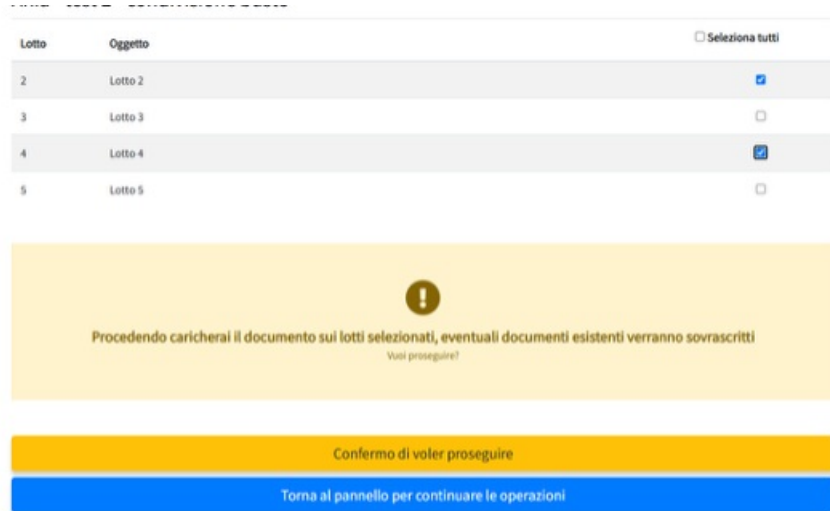 Lotto Oggetto Seleziona tutti
2 Lotto 2
3 Lotto 3
4 Lotto 4
5 Lotto 5
Procedendo caricherai il documento sui lotti selezionati, eventuali documenti esistenti verranno sovrascritti
Vuoi proseguire?
Confermo di voler proseguire
Torna al pannello per continuare le operazioni